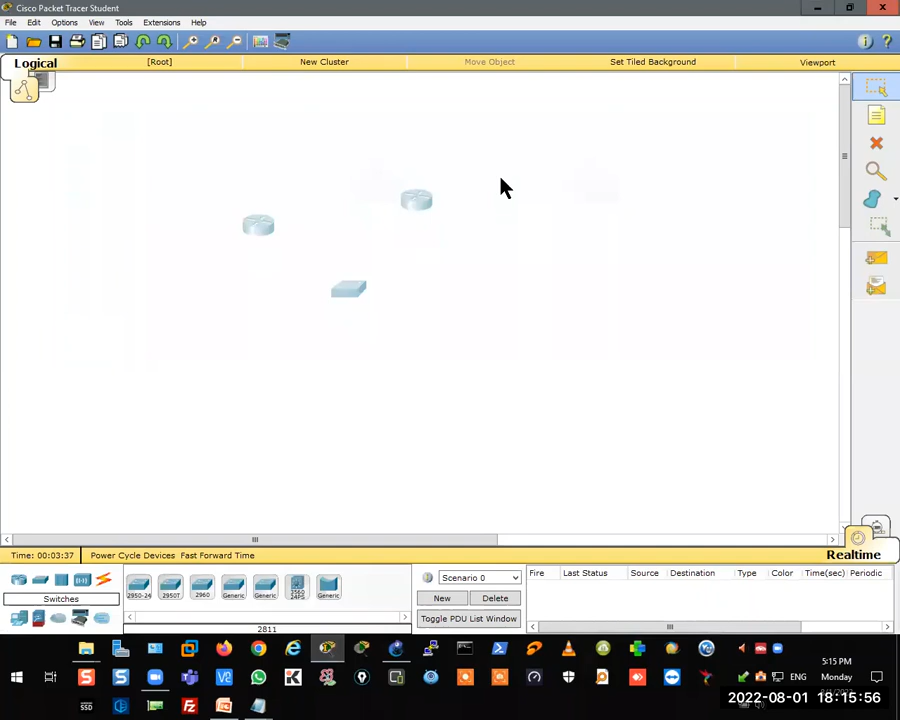 Cisco Packet Tracer Student
File Edit Options View Tools Extensions Help
Logical [Root] New Cluster Move Object Set Tiled Background Viewport
Time: 00:03:37 Power Cycle Devices Fast Forward Time Realtime
2950-24 2950T 2960 Generic Generic 3560 24PS Generic
Switches
2811
Scenario 0
New Delete
Toggle PDU List Window
Fire Last Status Source Destination Type Color Time(sec) Periodic
ENG
5:15 PM
Monday
SSD
2022-08-01 18:15:56